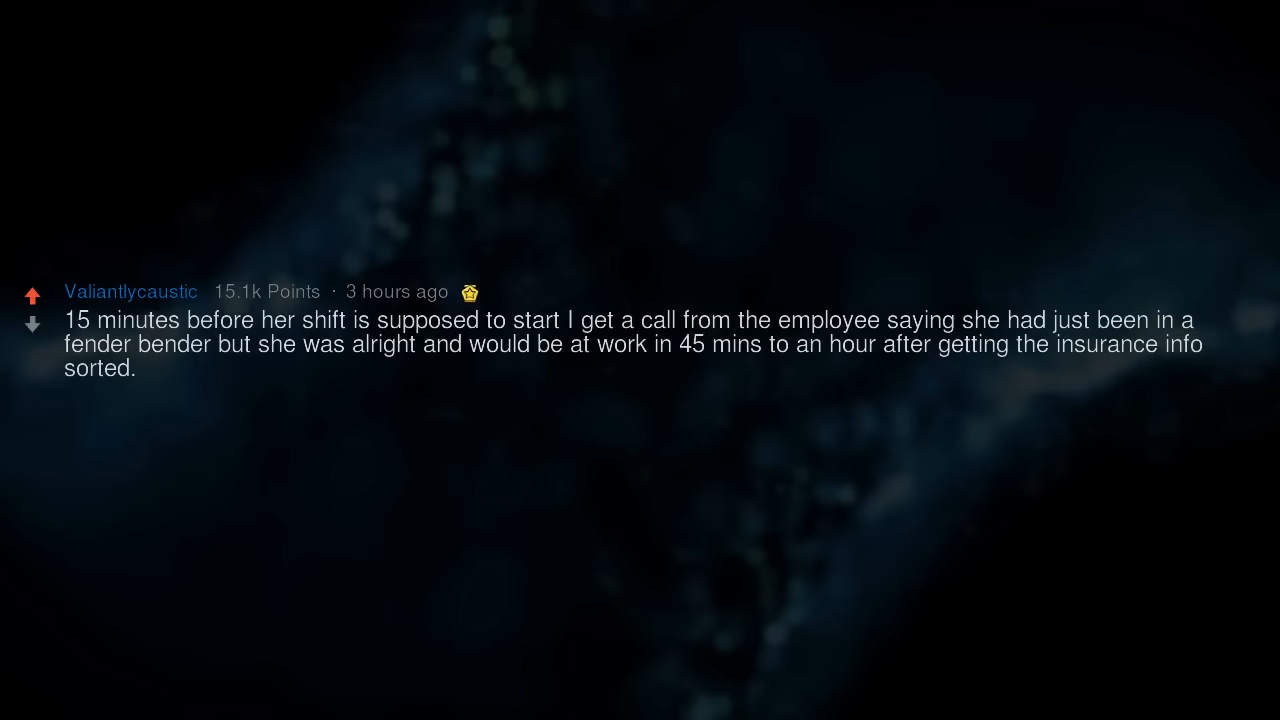 Valiantlycaustic 15.1k Points · 3 hours ago
15 minutes before her shift is supposed to start I get a call from the employee saying she had just been in a
fender bender but she was alright and would be at work in 45 mins to an hour after getting the insurance info
sorted.